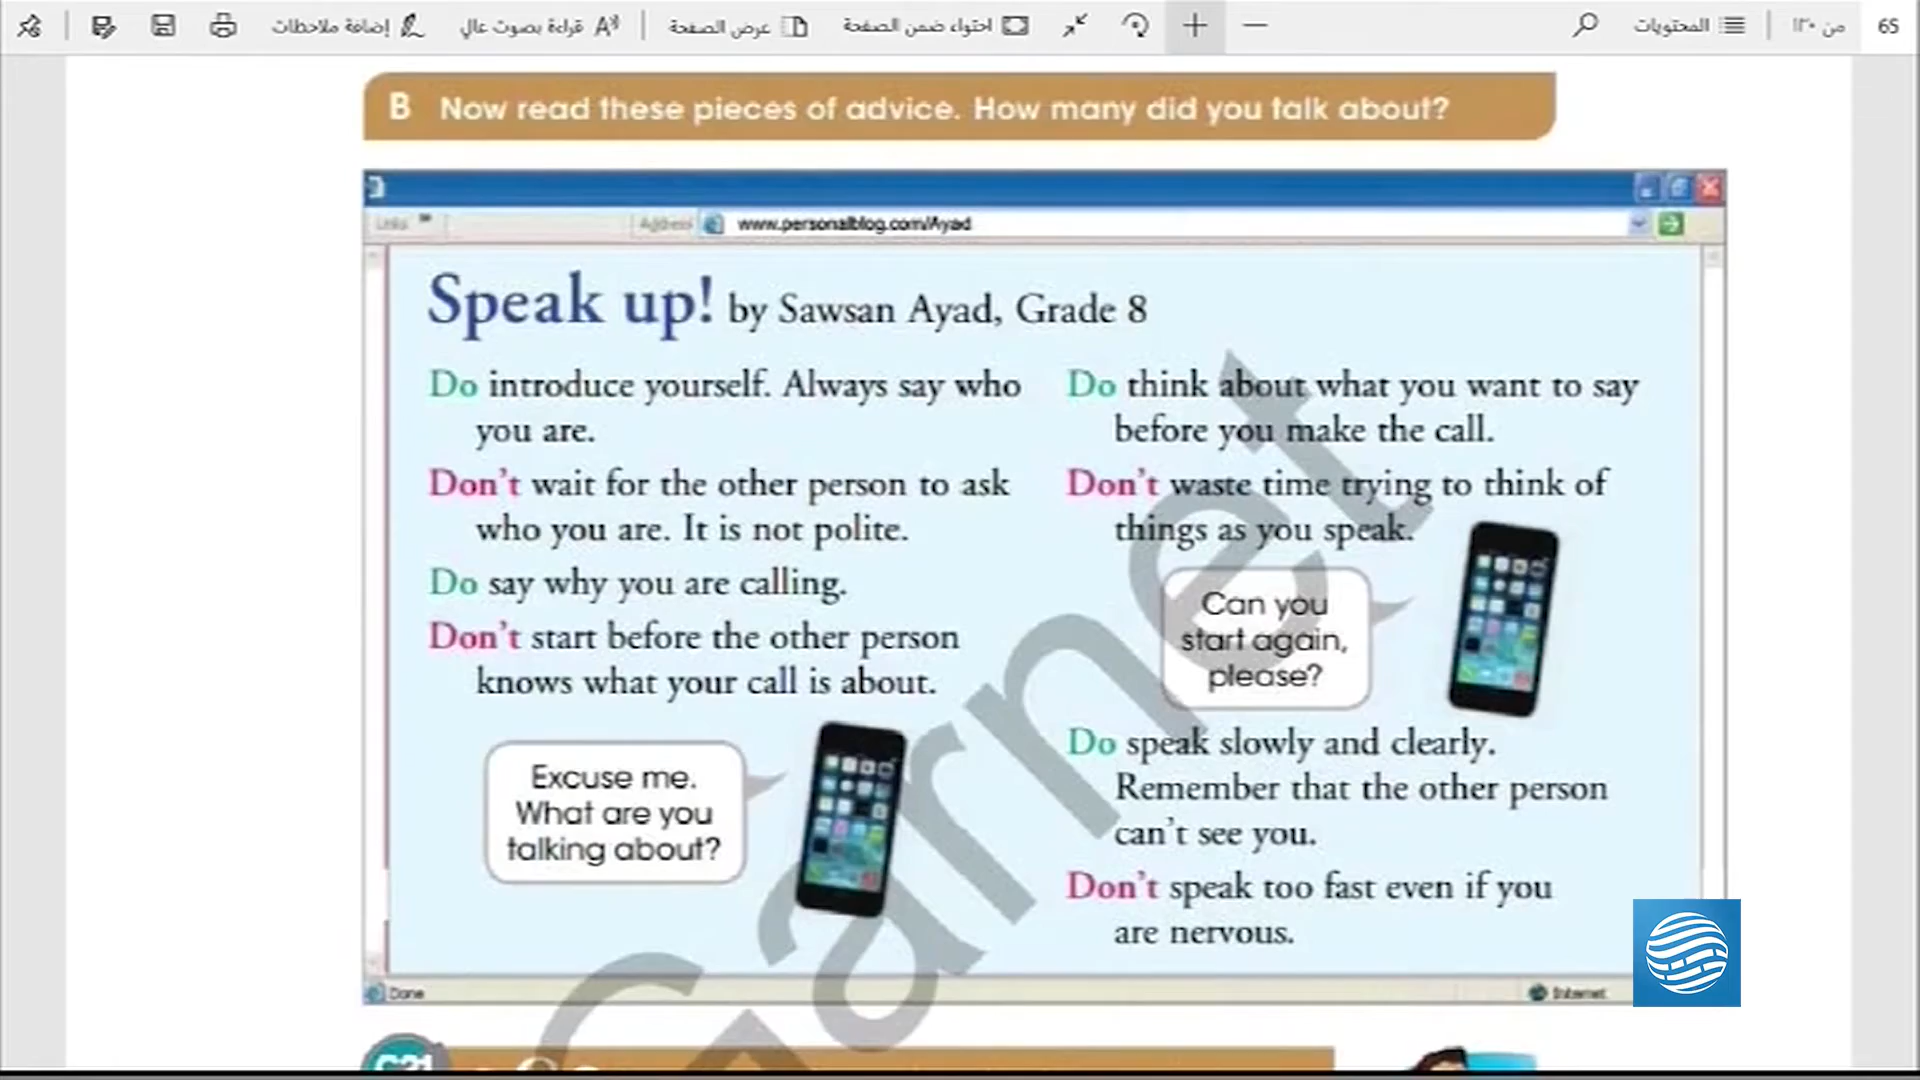 إضافة ملاحظات
قراءة بصوت عالٍ
عرض الصفحة
احتواء ضمن الصفحة
المحتويات
من ١٣٠
65
B Now read these pieces of advice. How many did you talk about?
Links
Address
www.personalblog.com/Ayad
Speak up! by Sawsan Ayad, Grade 8
Do introduce yourself. Always say who
you are.
Don't wait for the other person to ask
who you are. It is not polite.
Do say why you are calling.
Don't start before the other person
knows what your call is about.
Excuse me.
What are you
talking about?
Do think about what you want to say
before you make the call.
Don't waste time trying to think of
things as you speak.
Can you
start again,
please?
Do speak slowly and clearly.
Remember that the other person
can't see you.
Don't speak too fast even if you
are nervous.
Done
Internet
Garnet